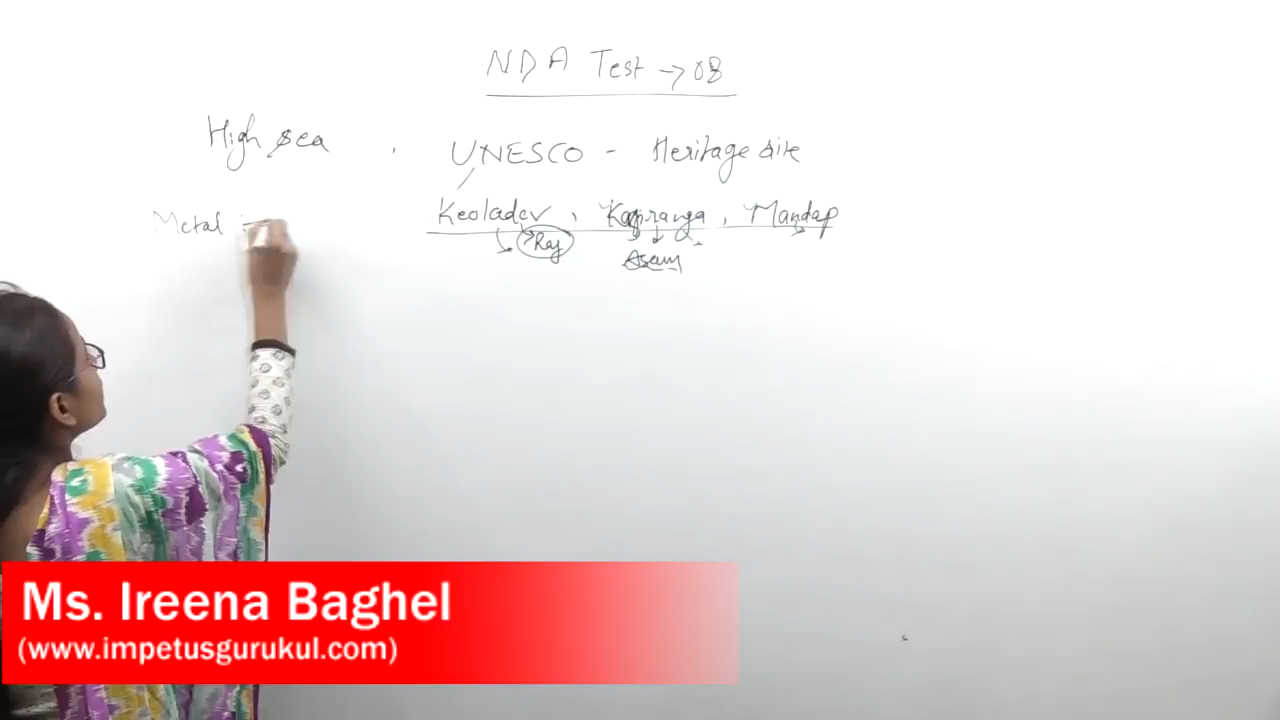 NDA Test → 08
High sea , UNESCO - Heritage site
Keoladev , Kaziranga , Mandap
Raj
Asam
Metal
Ms. Ireena Baghel
(www.impetusgurukul.com)